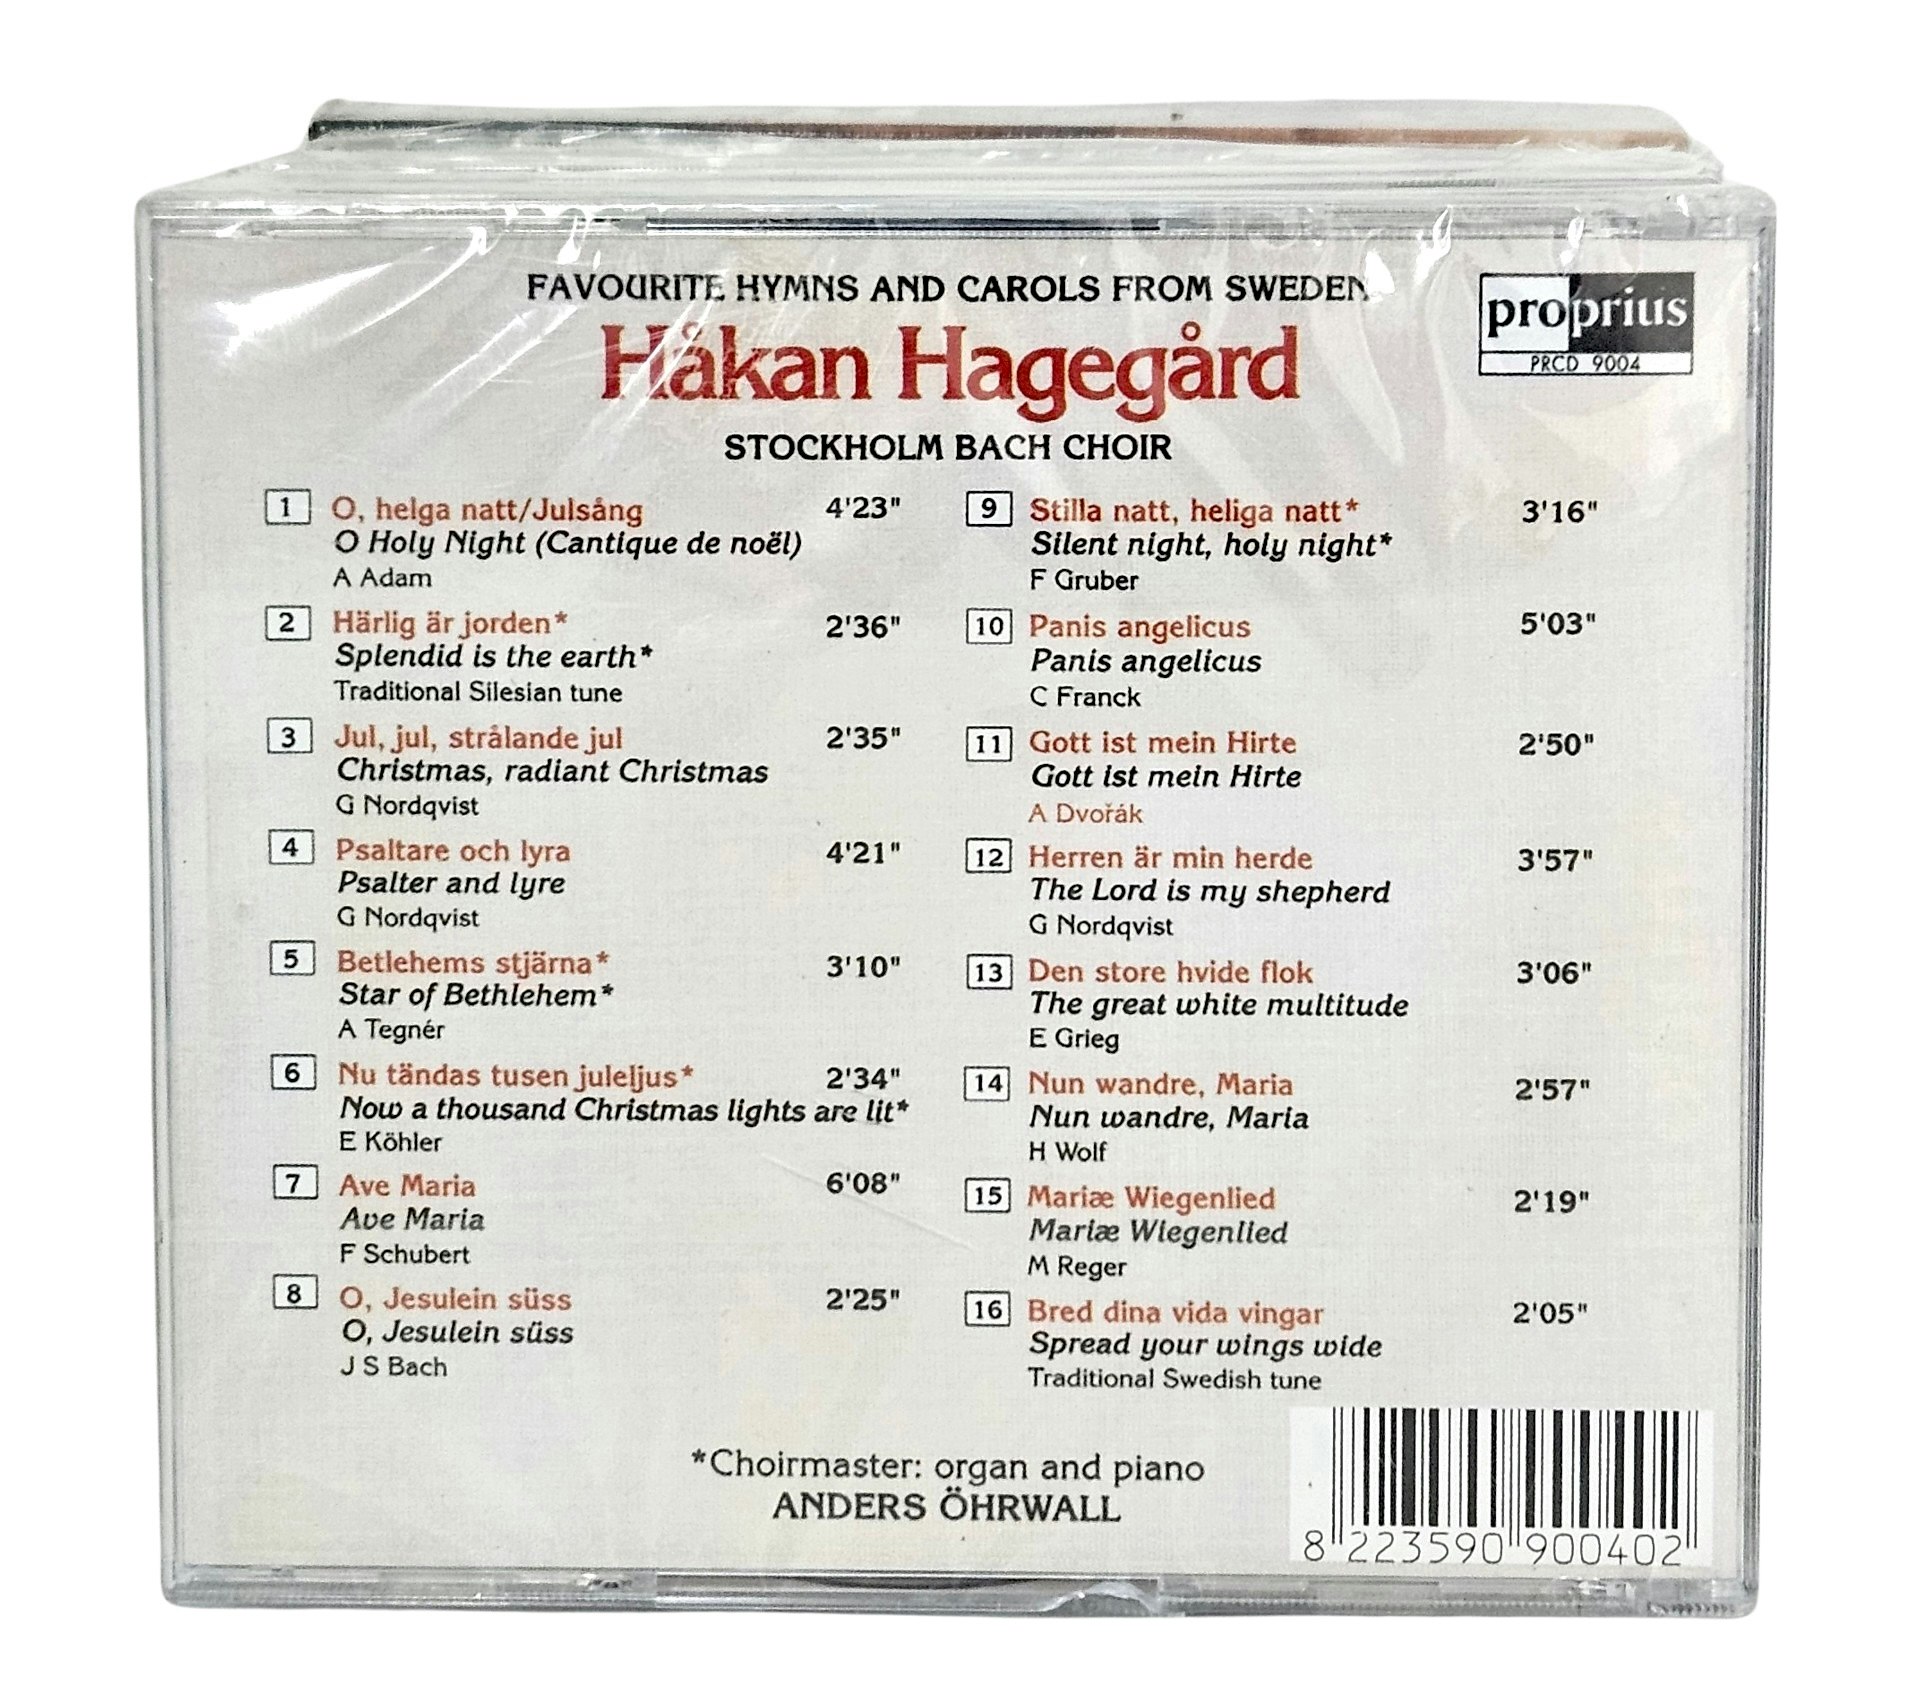 FAVOURITE HYMNS AND CAROLS FROM SWEDEN
Håkan Hagegård
STOCKHOLM BACH CHOIR
proprius
PRCD 9004
1 O, helga natt/Julsång 4'23"
O Holy Night (Cantique de noël)
A Adam
2 Härlig är jorden* 2'36"
Splendid is the earth*
Traditional Silesian tune
3 Jul, jul, strålande jul 2'35"
Christmas, radiant Christmas
G Nordqvist
4 Psaltare och lyra 4'21"
Psalter and lyre
G Nordqvist
5 Betlehems stjärna* 3'10"
Star of Bethlehem*
A Tegnér
6 Nu tändas tusen juleljus* 2'34"
Now a thousand Christmas lights are lit*
E Köhler
7 Ave Maria 6'08"
Ave Maria
F Schubert
8 O, Jesulein süss 2'25"
O, Jesulein süss
J S Bach
9 Stilla natt, heliga natt* 3'16"
Silent night, holy night*
F Gruber
10 Panis angelicus 5'03"
Panis angelicus
C Franck
11 Gott ist mein Hirte 2'50"
Gott ist mein Hirte
A Dvořák
12 Herren är min herde 3'57"
The Lord is my shepherd
G Nordqvist
13 Den store hvide flok 3'06"
The great white multitude
E Grieg
14 Nun wandre, Maria 2'57"
Nun wandre, Maria
H Wolf
15 Mariæ Wiegenlied 2'19"
Mariæ Wiegenlied
M Reger
16 Bred dina vida vingar 2'05"
Spread your wings wide
Traditional Swedish tune
*Choirmaster: organ and piano
ANDERS ÖHRWALL
8 223590 900402